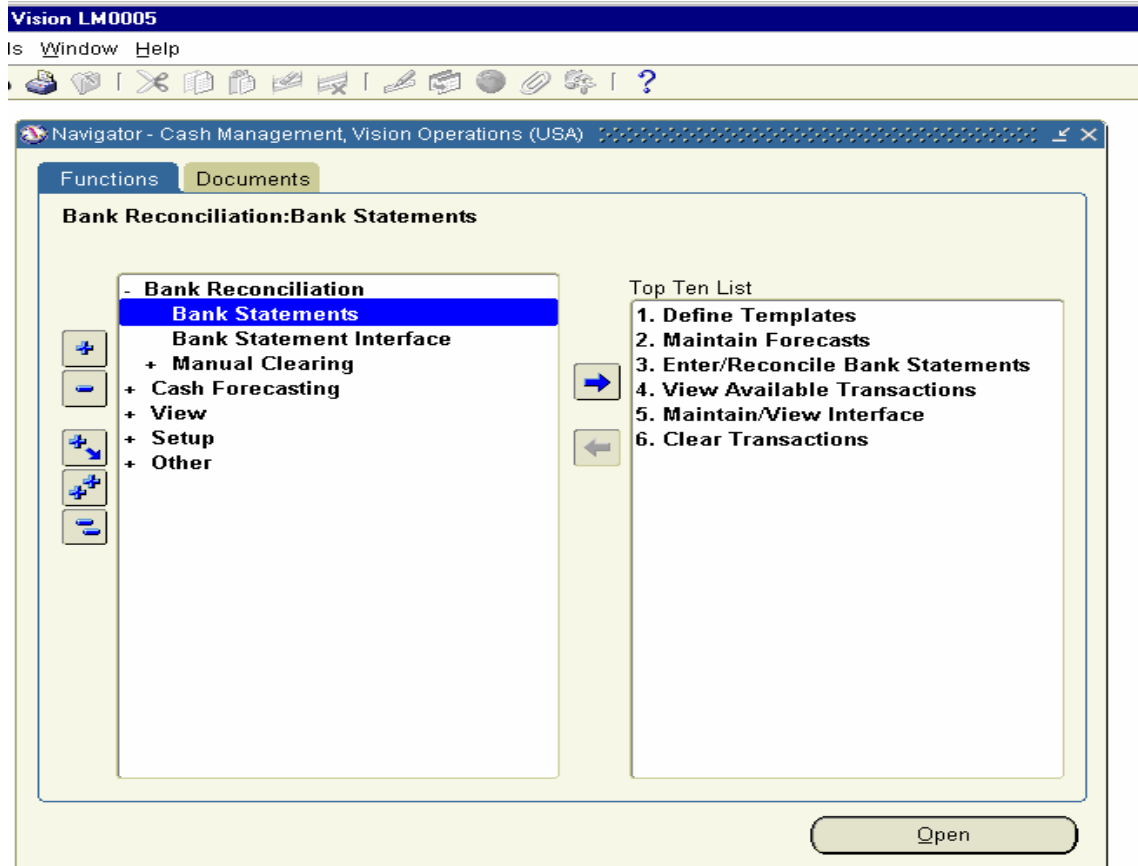 Vision LM0005
ls Window Help
Navigator - Cash Management, Vision Operations (USA)
Functions Documents
Bank Reconciliation:Bank Statements
- Bank Reconciliation
Bank Statements
Bank Statement Interface
+ Manual Clearing
+ Cash Forecasting
+ View
+ Setup
+ Other
Top Ten List
1. Define Templates
2. Maintain Forecasts
3. Enter/Reconcile Bank Statements
4. View Available Transactions
5. Maintain/View Interface
6. Clear Transactions
Open